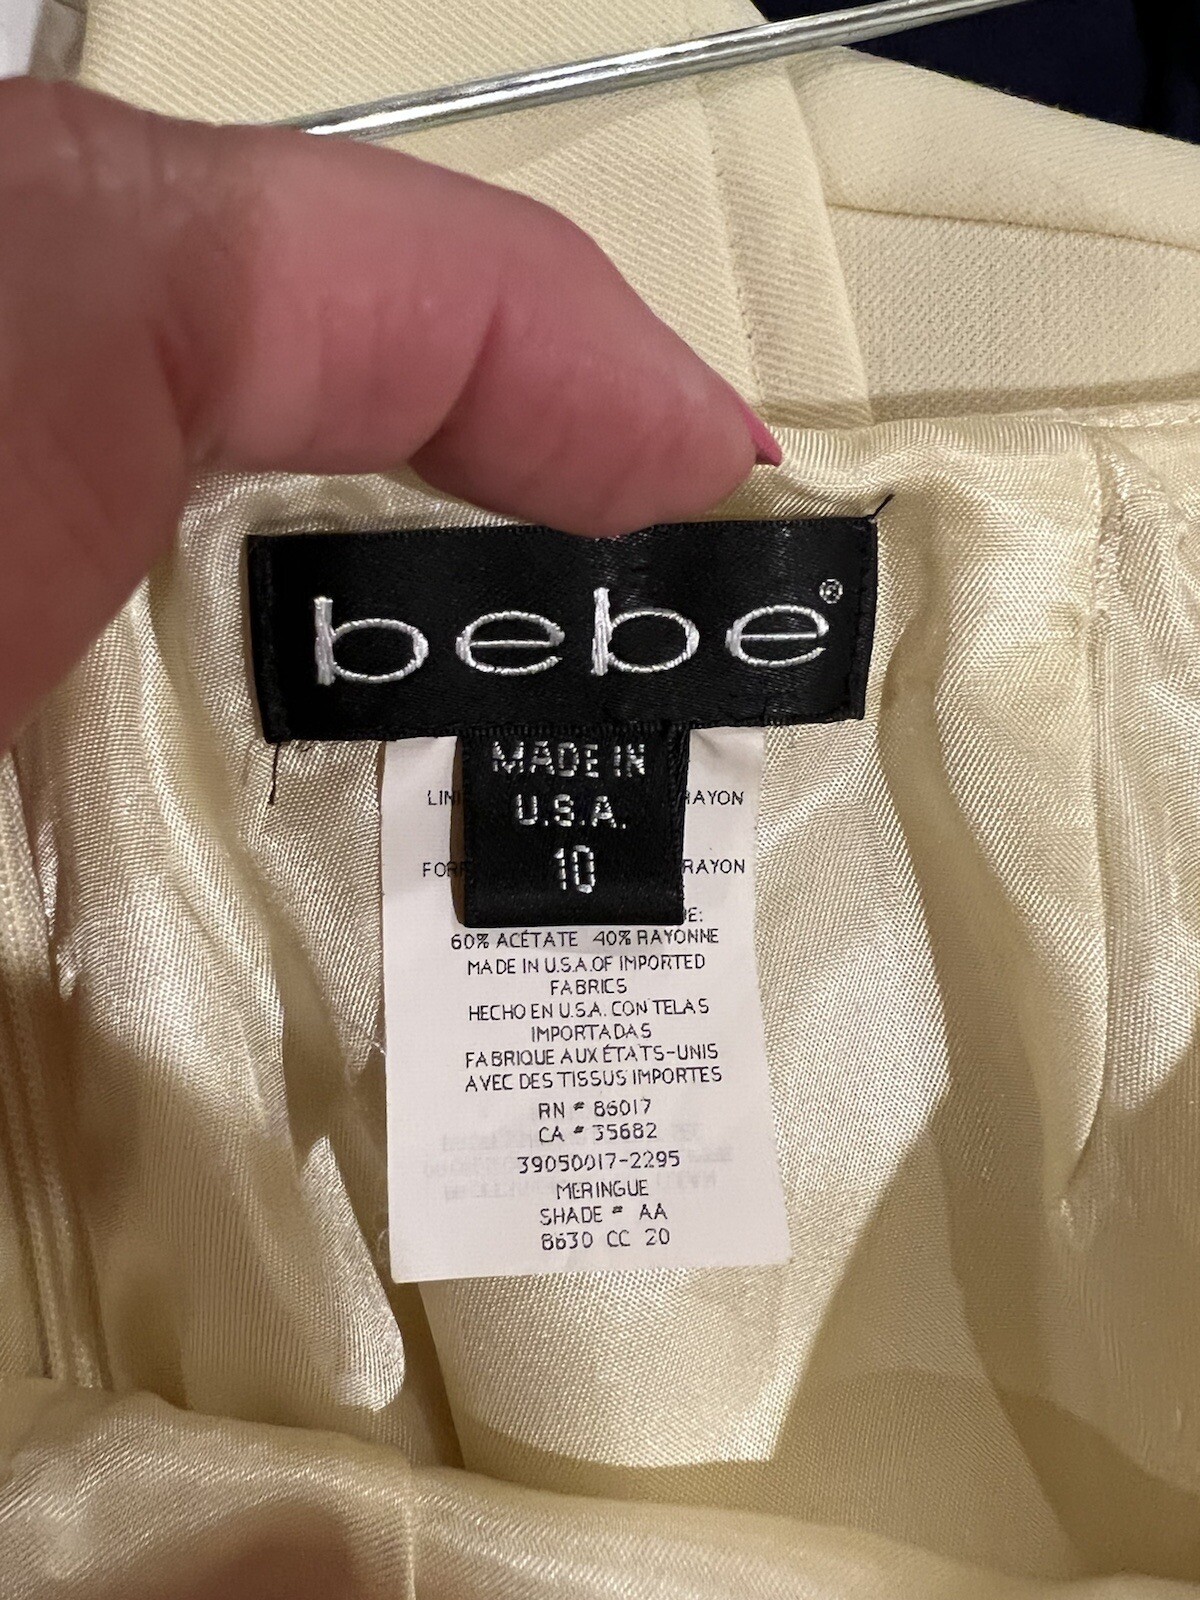 bebe®
MADE IN
U.S.A.
10
RAYON
RAYON
60% ACÉTATE 40% RAYONNE
MADE IN U.S.A. OF IMPORTED
FABRICS
HECHO EN U.S.A. CON TELAS
IMPORTADAS
FABRIQUE AUX ÉTATS-UNIS
AVEC DES TISSUS IMPORTES
RN # 86017
CA # 35682
39050017-2295
MERINGUE
SHADE # AA
8630 CC 20